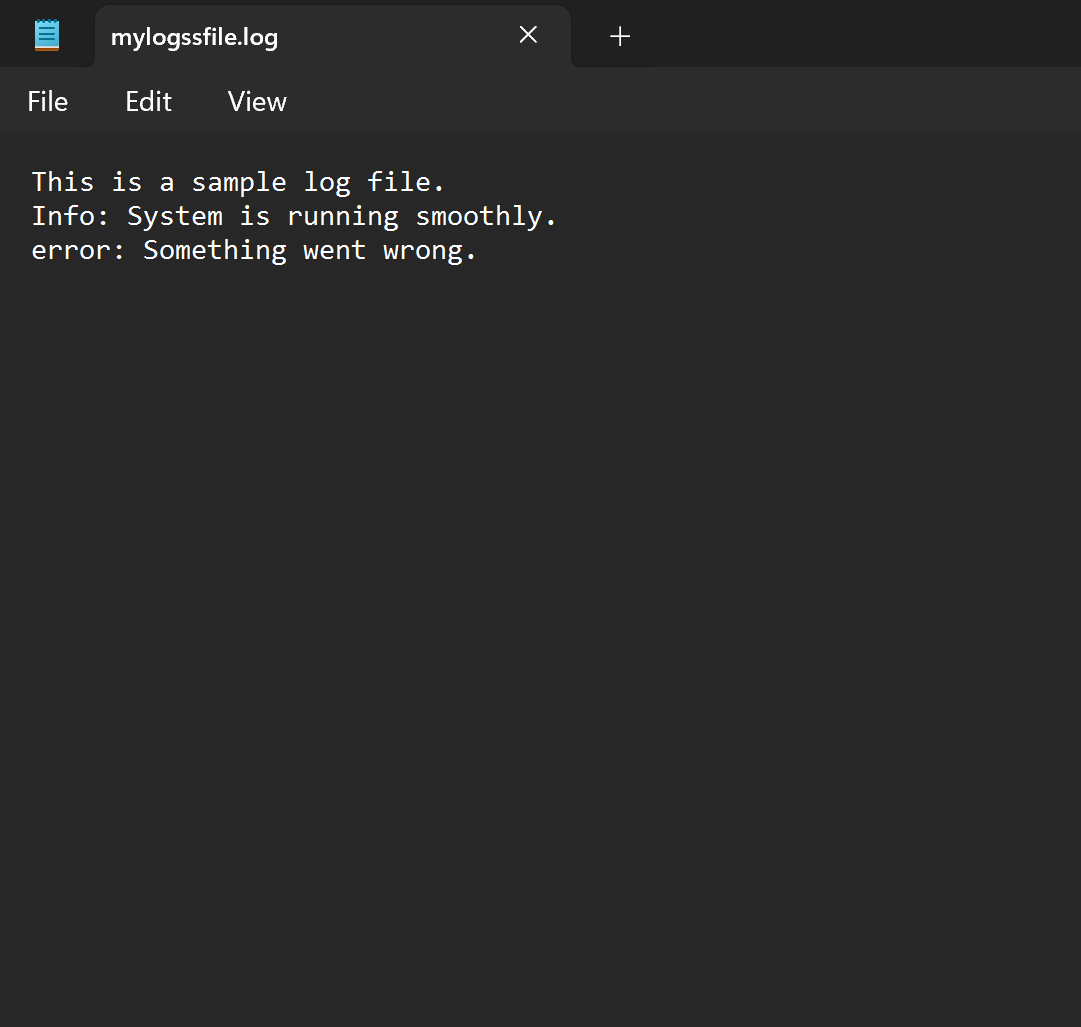 mylogssfile.log
File Edit View
This is a sample log file.
Info: System is running smoothly.
error: Something went wrong.